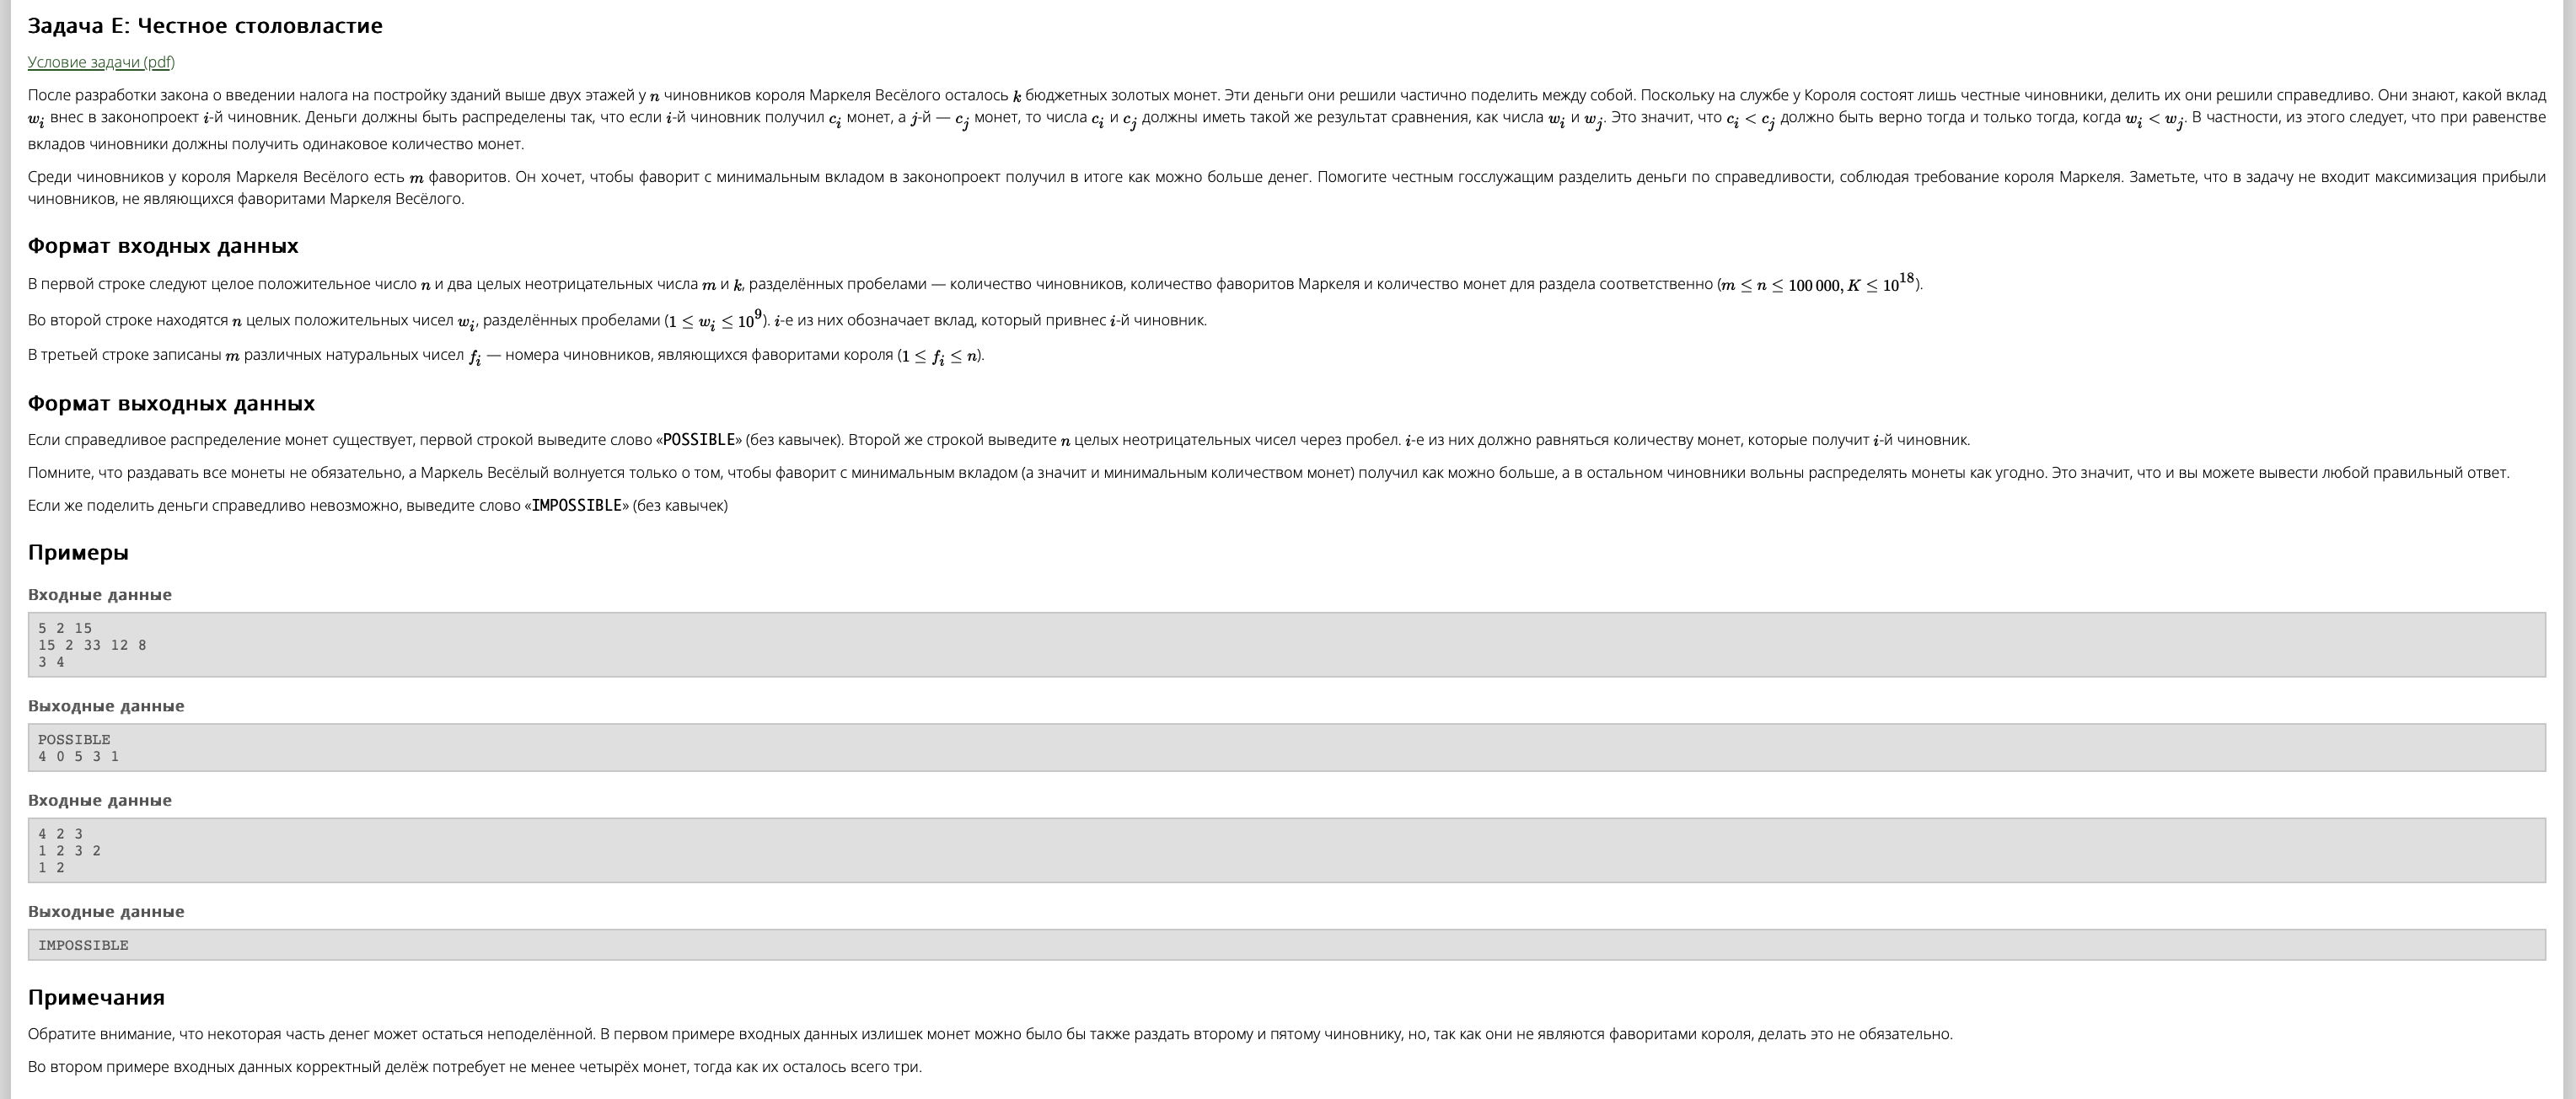 Задача E: Честное столовластие
Условие задачи (pdf)
После разработки закона о введении налога на постройку зданий выше двух этажей у n чиновников короля Маркеля Весёлого осталось k бюджетных золотых монет. Эти деньги они решили частично поделить между собой. Поскольку на службе у Короля состоят лишь честные чиновники, делить их они решили справедливо. Они знают, какой вклад
w_i внес в законопроект i-й чиновник. Деньги должны быть распределены так, что если i-й чиновник получил c_i монет, а j-й — c_j монет, то числа c_i и c_j должны иметь такой же результат сравнения, как числа w_i и w_j. Это значит, что c_i < c_j должно быть верно тогда и только тогда, когда w_i < w_j. В частности, из этого следует, что при равенстве
вкладов чиновники должны получить одинаковое количество монет.
Среди чиновников у короля Маркеля Весёлого есть m фаворитов. Он хочет, чтобы фаворит с минимальным вкладом в законопроект получил в итоге как можно больше денег. Помогите честным госслужащим разделить деньги по справедливости, соблюдая требование короля Маркеля. Заметьте, что в задачу не входит максимизация прибыли
чиновников, не являющихся фаворитами Маркеля Весёлого.
Формат входных данных
В первой строке следуют целое положительное число n и два целых неотрицательных числа m и k, разделённых пробелами — количество чиновников, количество фаворитов Маркеля и количество монет для раздела соответственно (m ≤ n ≤ 100 000, K ≤ 10^18).
Во второй строке находятся n целых положительных чисел w_i, разделённых пробелами (1 ≤ w_i ≤ 10^9). i-е из них обозначает вклад, который привнес i-й чиновник.
В третьей строке записаны m различных натуральных чисел f_i — номера чиновников, являющихся фаворитами короля (1 ≤ f_i ≤ n).
Формат выходных данных
Если справедливое распределение монет существует, первой строкой выведите слово «POSSIBLE» (без кавычек). Второй же строкой выведите n целых неотрицательных чисел через пробел. i-е из них должно равняться количеству монет, которые получит i-й чиновник.
Помните, что раздавать все монеты не обязательно, а Маркель Весёлый волнуется только о том, чтобы фаворит с минимальным вкладом (а значит и минимальным количеством монет) получил как можно больше, а в остальном чиновники вольны распределять монеты как угодно. Это значит, что и вы можете вывести любой правильный ответ.
Если же поделить деньги справедливо невозможно, выведите слово «IMPOSSIBLE» (без кавычек)
Примеры
Входные данные
5 2 15
15 2 33 12 8
3 4
Выходные данные
POSSIBLE
4 0 5 3 1
Входные данные
4 2 3
1 2 3 2
1 2
Выходные данные
IMPOSSIBLE
Примечания
Обратите внимание, что некоторая часть денег может остаться неподелённой. В первом примере входных данных излишек монет можно было бы также раздать второму и пятому чиновнику, но, так как они не являются фаворитами короля, делать это не обязательно.
Во втором примере входных данных корректный делёж потребует не менее четырёх монет, тогда как их осталось всего три.